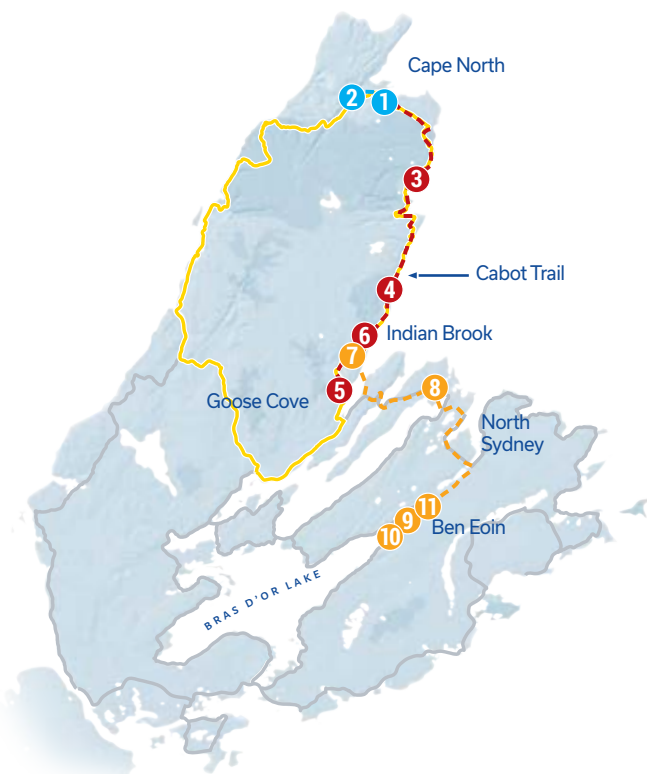 Cape North
2
1
3
Cabot Trail
4
6
Indian Brook
7
5
8
Goose Cove
North
Sydney
11
9
Ben Eoin
10
BRAS D'OR LAKE